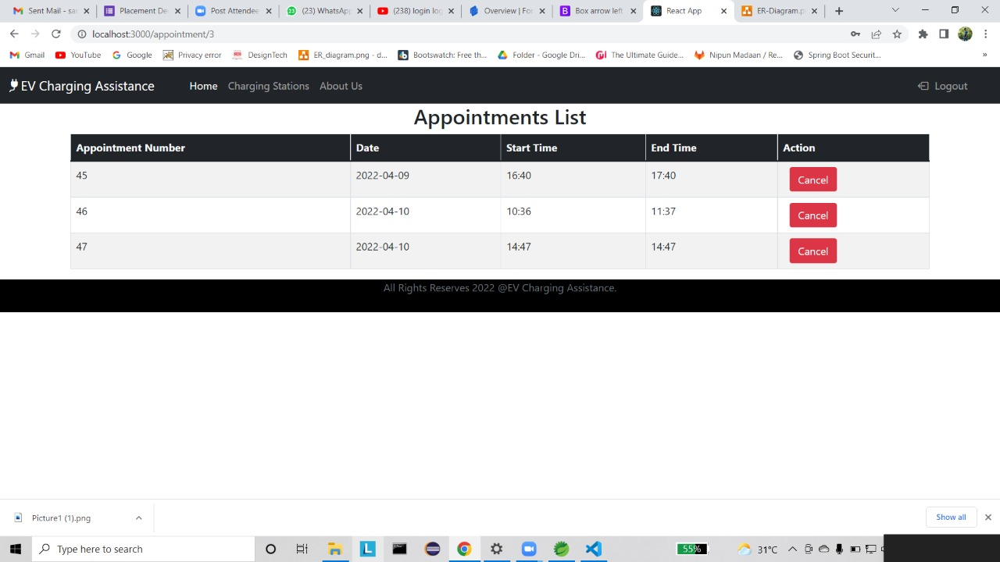 Sent Mail - sa
Placement De
Post Attendee
(23) WhatsApp
(238) login log
Overview | For
Box arrow left
React App
ER-Diagram.p
localhost:3000/appointment/3
Gmail
YouTube
Google
Privacy error
DesignTech
ER_diagram.png - d...
Bootswatch: Free th...
Folder - Google Dri...
The Ultimate Guide...
Nipun Madaan / Re...
Spring Boot Securit...
»
EV Charging Assistance
Home
Charging Stations
About Us
Logout
Appointments List
Appointment Number Date Start Time End Time Action
45 2022-04-09 16:40 17:40 Cancel
46 2022-04-10 10:36 11:37 Cancel
47 2022-04-10 14:47 14:47 Cancel
All Rights Reserves 2022 @EV Charging Assistance.
Picture1 (1).png
Show all
Type here to search
55%
31°C